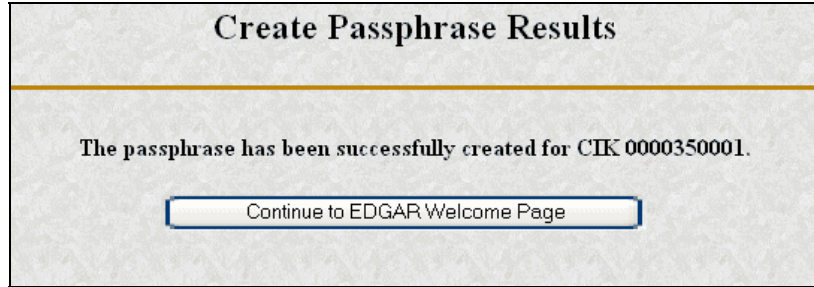 Create Passphrase Results
The passphrase has been successfully created for CIK 0000350001.
Continue to EDGAR Welcome Page